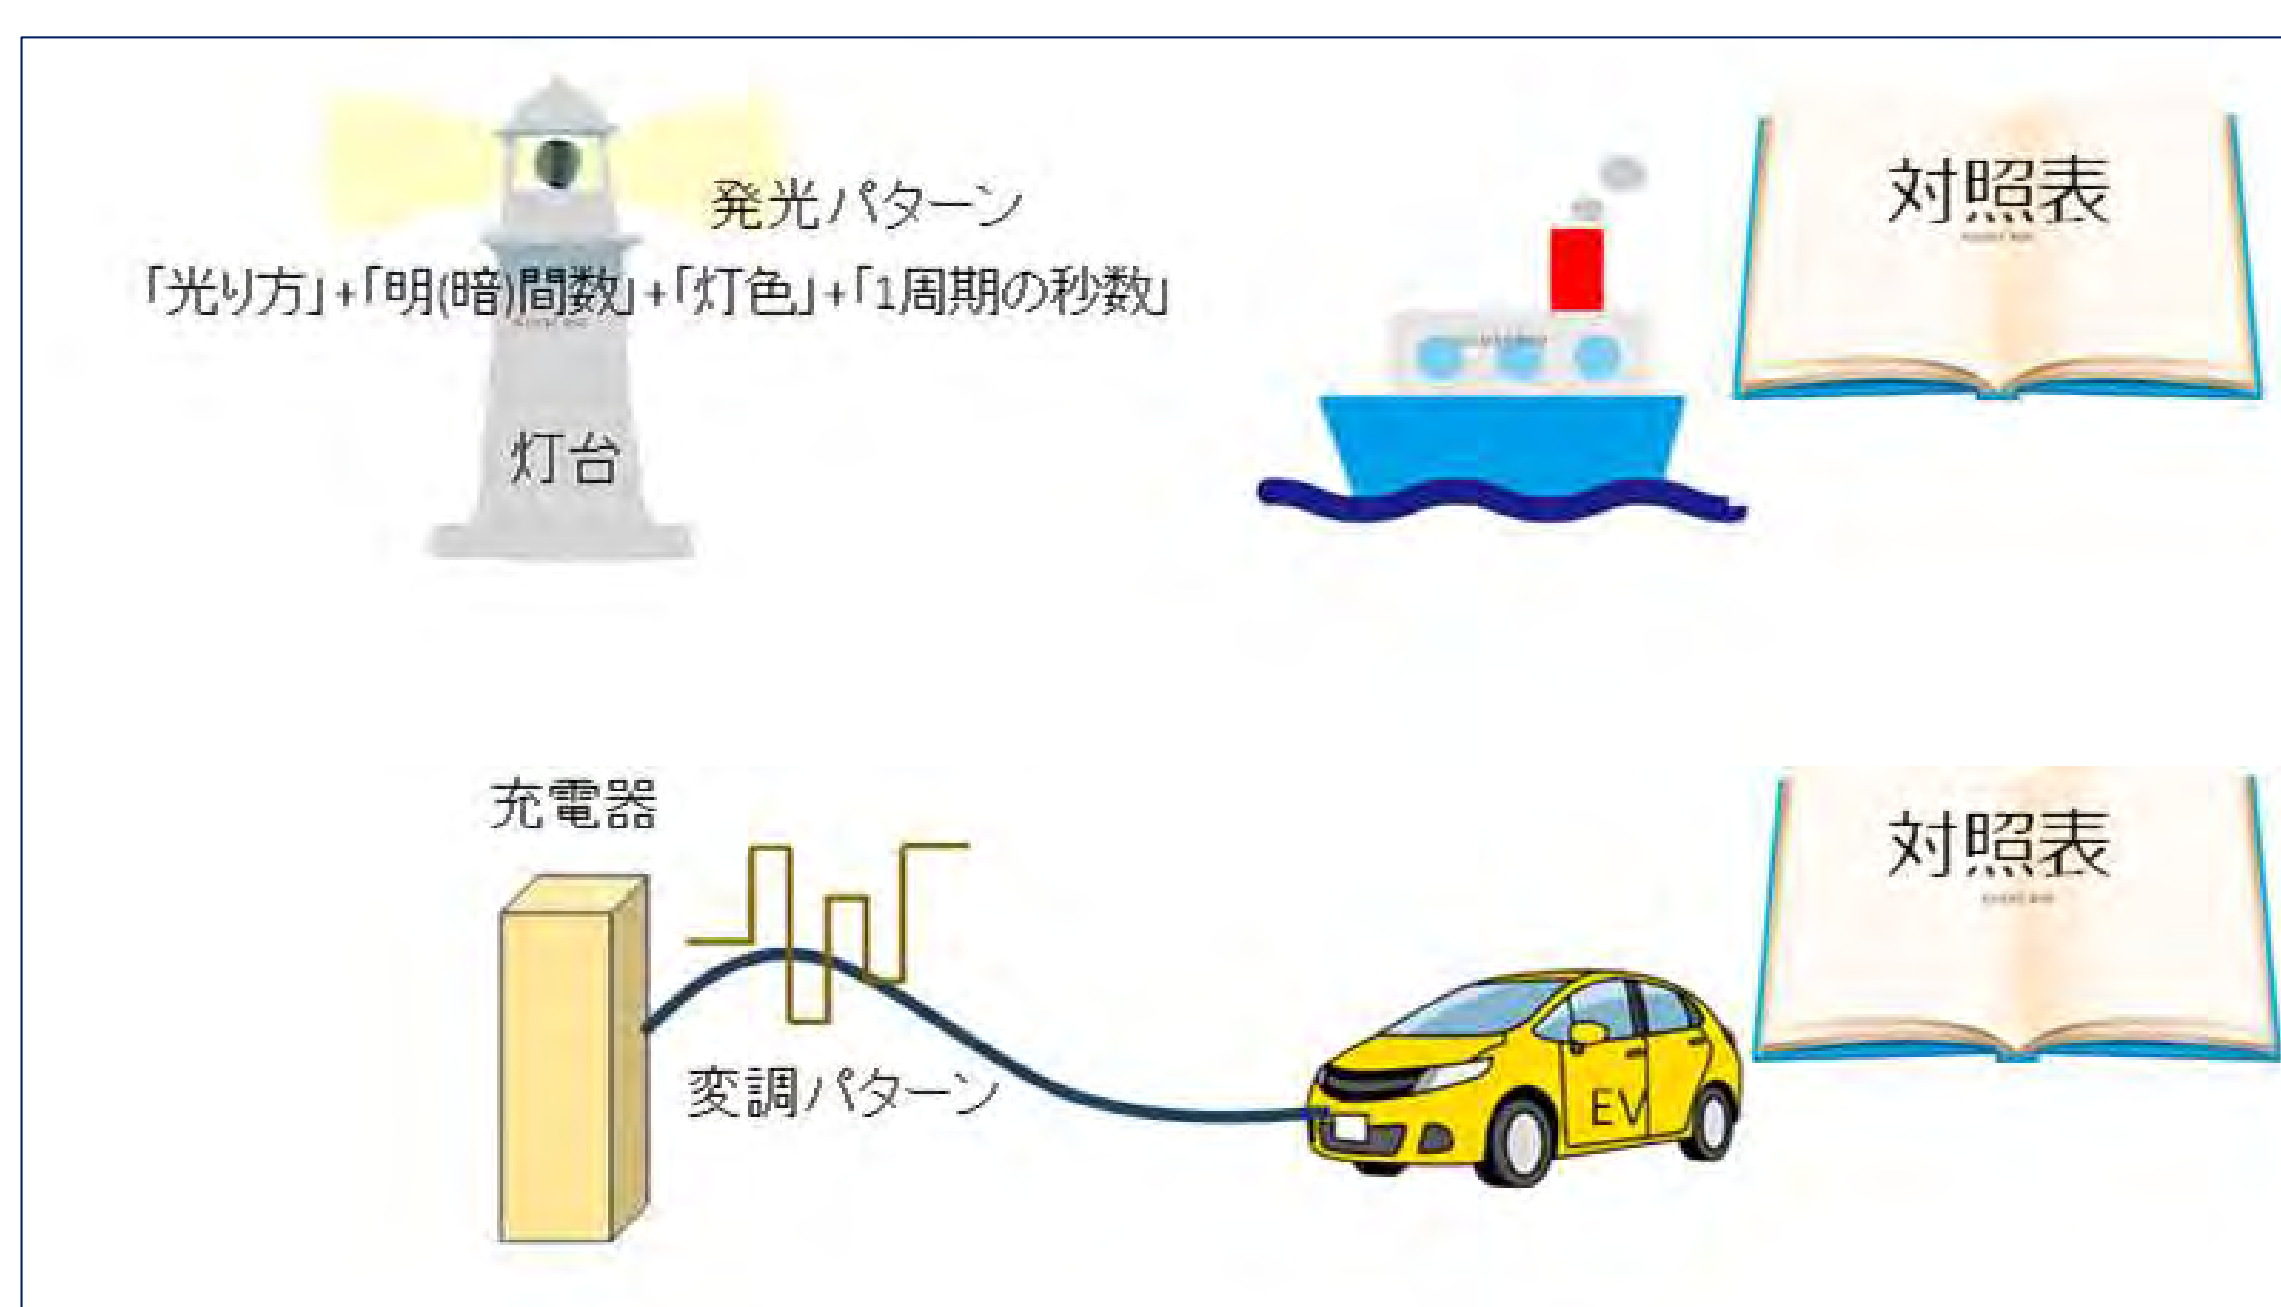 発光パターン
対照表
「光り方」+「明(暗)間数」+「灯色」+「1周期の秒数」
灯台
充電器
対照表
変調パターン
EV